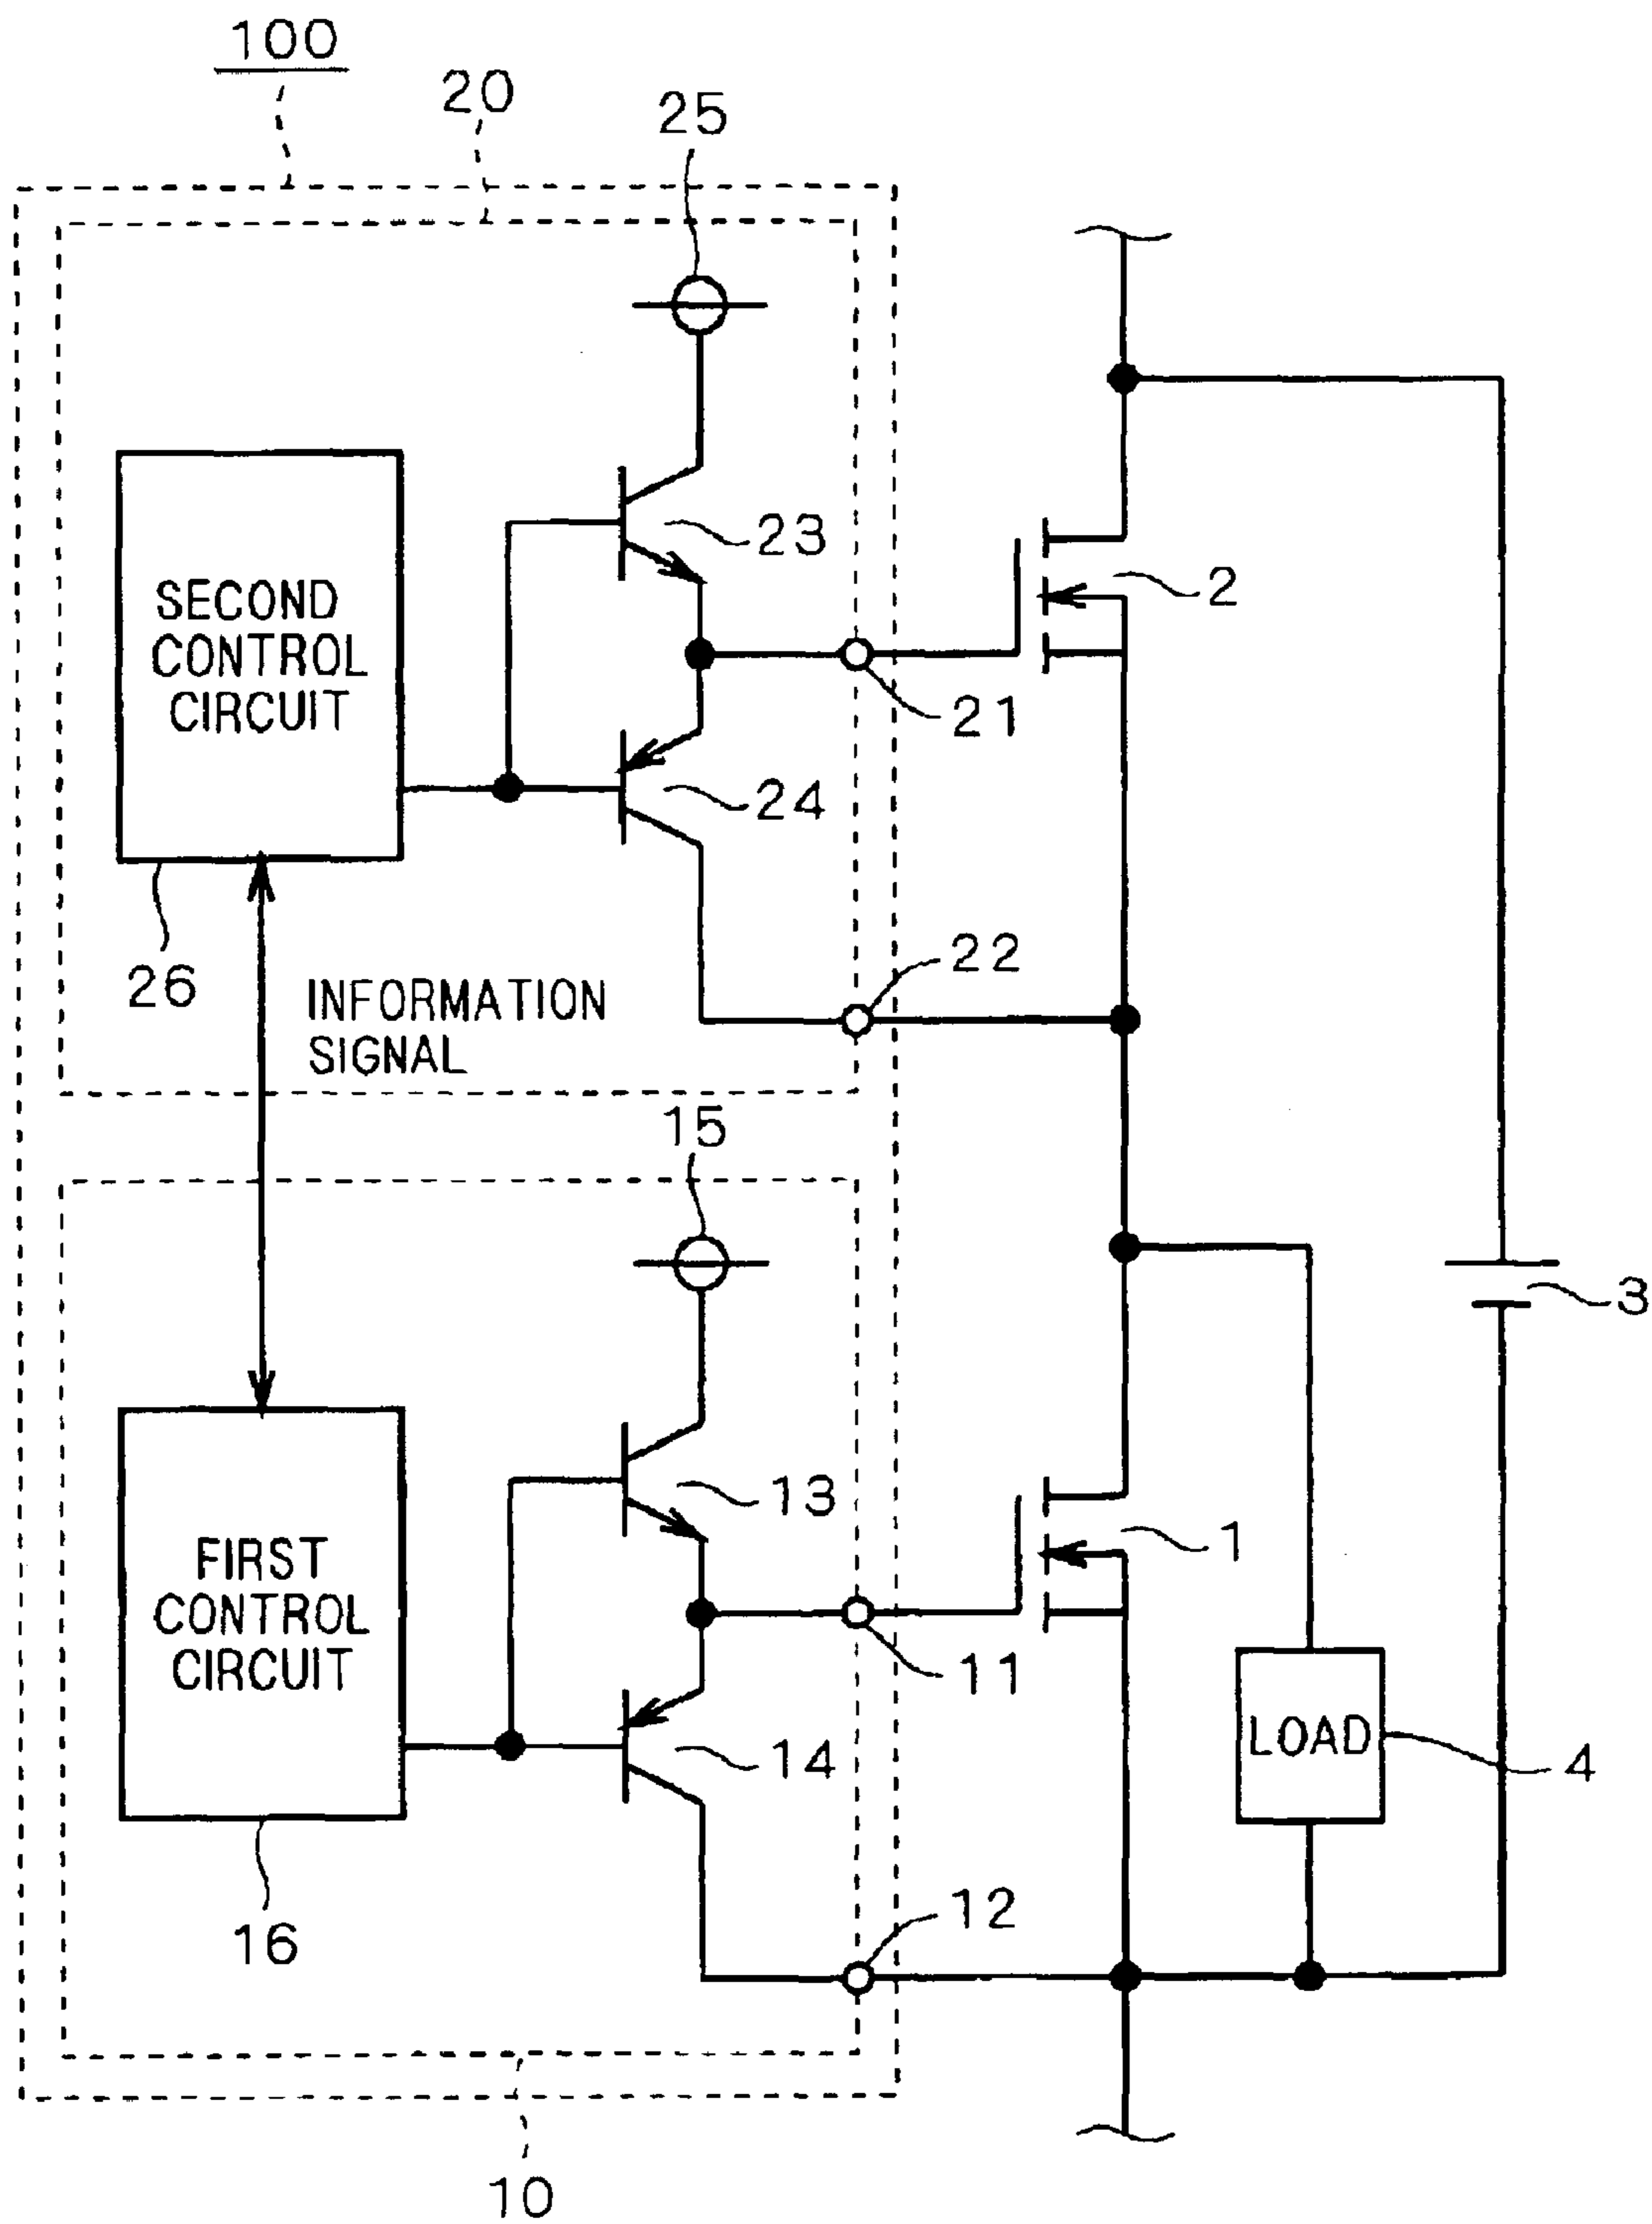 100
20
25
SECOND
CONTROL
CIRCUIT
23
2
21
24
26
22
INFORMATION
SIGNAL
15
3
13
1
FIRST
CONTROL
CIRCUIT
11
LOAD
14
4
16
12
10